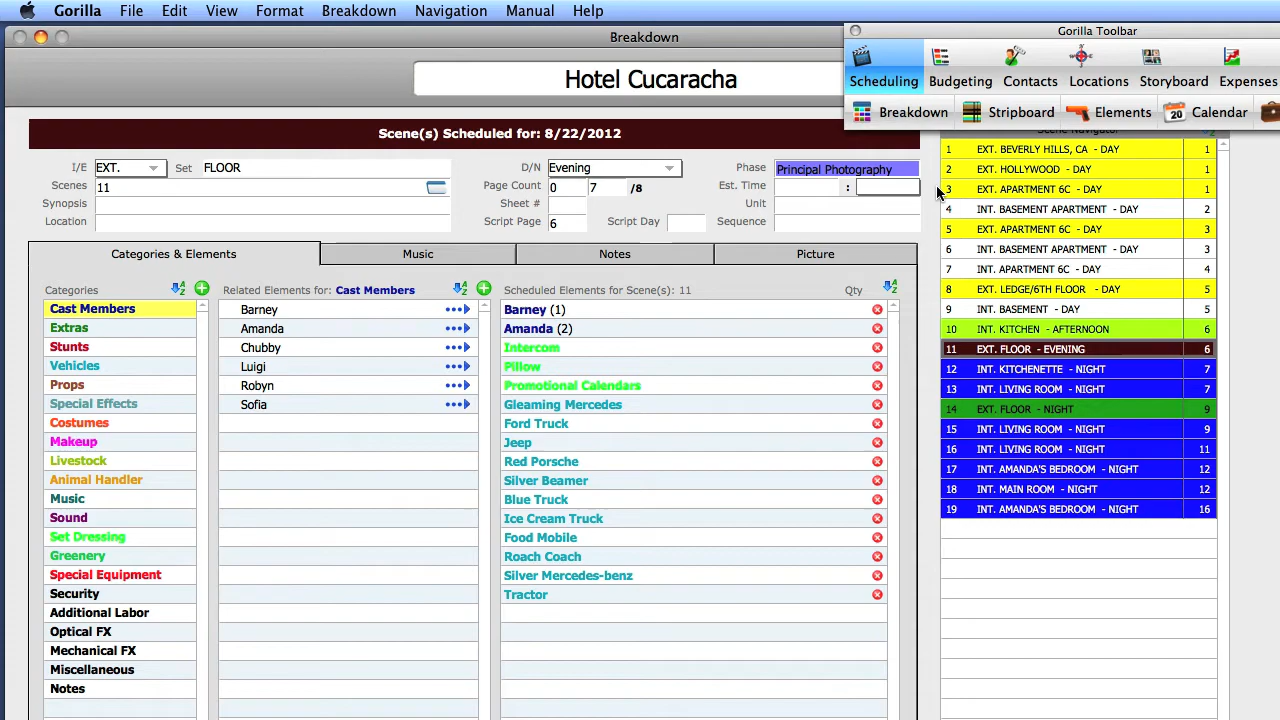 Gorilla File Edit View Format Breakdown Navigation Manual Help
Breakdown
Gorilla Toolbar
Hotel Cucaracha
Scheduling Budgeting Contacts Locations Storyboard Expenses
Breakdown Stripboard Elements 20 Calendar
Scene(s) Scheduled for: 8/22/2012
Scene Navigator
I/E EXT. Set FLOOR D/N Evening Phase Principal Photography
Scenes 11 Page Count 0 7 /8 Est. Time :
Synopsis Sheet # Unit
Location Script Page 6 Script Day Sequence
Categories & Elements Music Notes Picture
Categories Related Elements for: Cast Members Scheduled Elements for Scene(s): 11 Qty
Cast Members
Extras
Stunts
Vehicles
Props
Special Effects
Costumes
Makeup
Livestock
Animal Handler
Music
Sound
Set Dressing
Greenery
Special Equipment
Security
Additional Labor
Optical FX
Mechanical FX
Miscellaneous
Notes
Barney
Amanda
Chubby
Luigi
Robyn
Sofia
Barney (1)
Amanda (2)
Intercom
Pillow
Promotional Calendars
Gleaming Mercedes
Ford Truck
Jeep
Red Porsche
Silver Beamer
Blue Truck
Ice Cream Truck
Food Mobile
Roach Coach
Silver Mercedes-benz
Tractor
1 EXT. BEVERLY HILLS, CA - DAY 1
2 EXT. HOLLYWOOD - DAY 1
3 EXT. APARTMENT 6C - DAY 1
4 INT. BASEMENT APARTMENT - DAY 2
5 EXT. APARTMENT 6C - DAY 3
6 INT. BASEMENT APARTMENT - DAY 3
7 INT. APARTMENT 6C - DAY 4
8 EXT. LEDGE/6TH FLOOR - DAY 5
9 INT. BASEMENT - DAY 5
10 INT. KITCHEN - AFTERNOON 6
11 EXT. FLOOR - EVENING 6
12 INT. KITCHENETTE - NIGHT 7
13 INT. LIVING ROOM - NIGHT 7
14 EXT. FLOOR - NIGHT 9
15 INT. LIVING ROOM - NIGHT 9
16 INT. LIVING ROOM - NIGHT 11
17 INT. AMANDA'S BEDROOM - NIGHT 12
18 INT. MAIN ROOM - NIGHT 12
19 INT. AMANDA'S BEDROOM - NIGHT 16